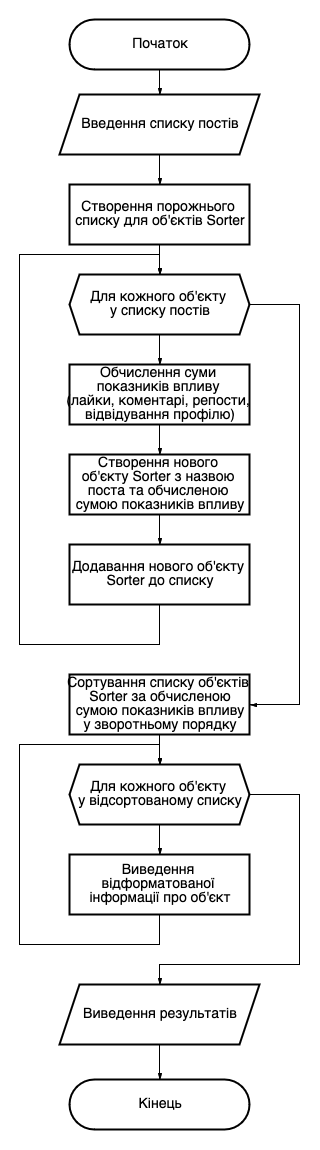 Початок
Введення списку постів
Створення порожнього
списку для об'єктів Sorter
Для кожного об'єкту
у списку постів
Обчислення суми
показників впливу
(лайки, коментарі, репости,
відвідування профілю)
Створення нового
об'єкту Sorter з назвою
поста та обчисленою
сумою показників впливу
Додавання нового об'єкту
Sorter до списку
Сортування списку об'єктів
Sorter за обчисленою
сумою показників впливу
у зворотньому порядку
Для кожного об'єкту
у відсортованому списку
Виведення
відформатованої
інформації про об'єкт
Виведення результатів
Кінець